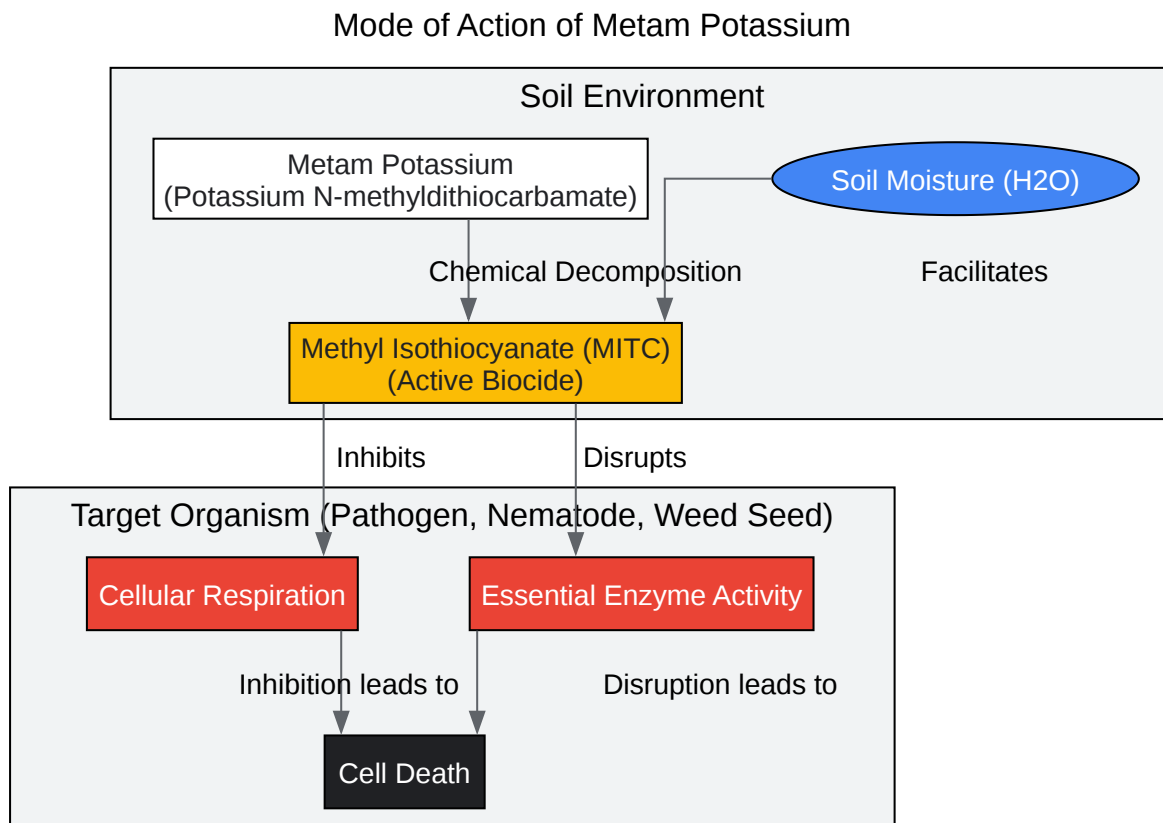 Mode of Action of Metam Potassium
Soil Environment
Metam Potassium
(Potassium N-methyldithiocarbamate)
Soil Moisture (H2O)
Chemical Decomposition
Facilitates
Methyl Isothiocyanate (MITC)
(Active Biocide)
Inhibits
Disrupts
Target Organism (Pathogen, Nematode, Weed Seed)
Cellular Respiration
Essential Enzyme Activity
Inhibition leads to
Disruption leads to
Cell Death